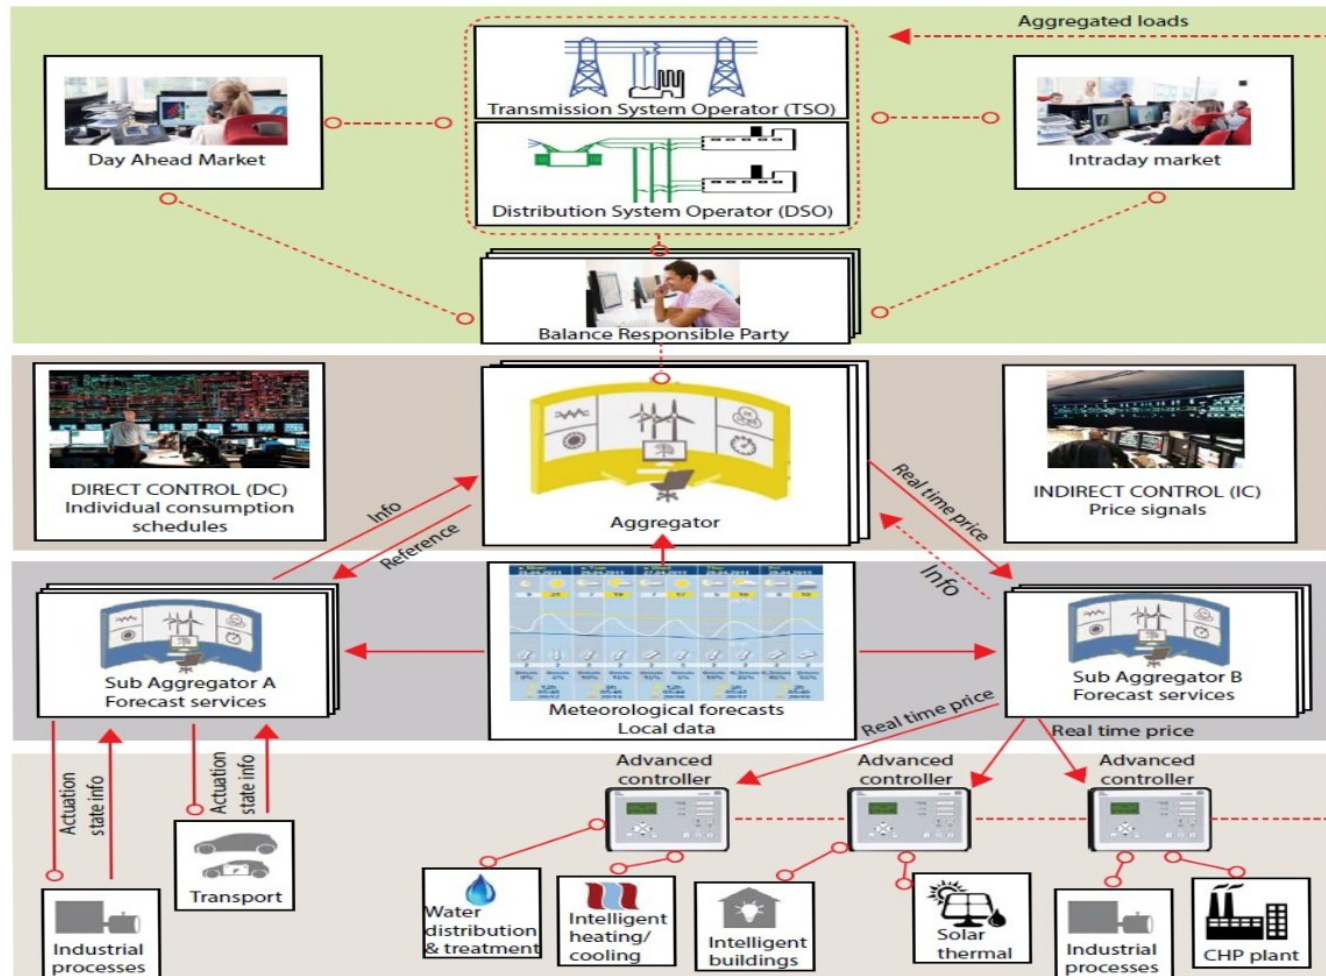 Aggregated loads
Transmission System Operator (TSO)
Day Ahead Market
Intraday market
Distribution System Operator (DSO)
Balance Responsible Party
DIRECT CONTROL (DC)
Individual consumption
schedules
Info
Reference
Aggregator
Real time price
Info
INDIRECT CONTROL (IC)
Price signals
Sub Aggregator A
Forecast services
Meteorological forecasts
Local data
Sub Aggregator B
Forecast services
Real time price
Real time price
Actuation
state info
Actuation
state info
Advanced
controller
Advanced
controller
Advanced
controller
Transport
Industrial
processes
Water
distribution
& treatment
Intelligent
heating/
cooling
Intelligent
buildings
Solar
thermal
Industrial
processes
CHP plant